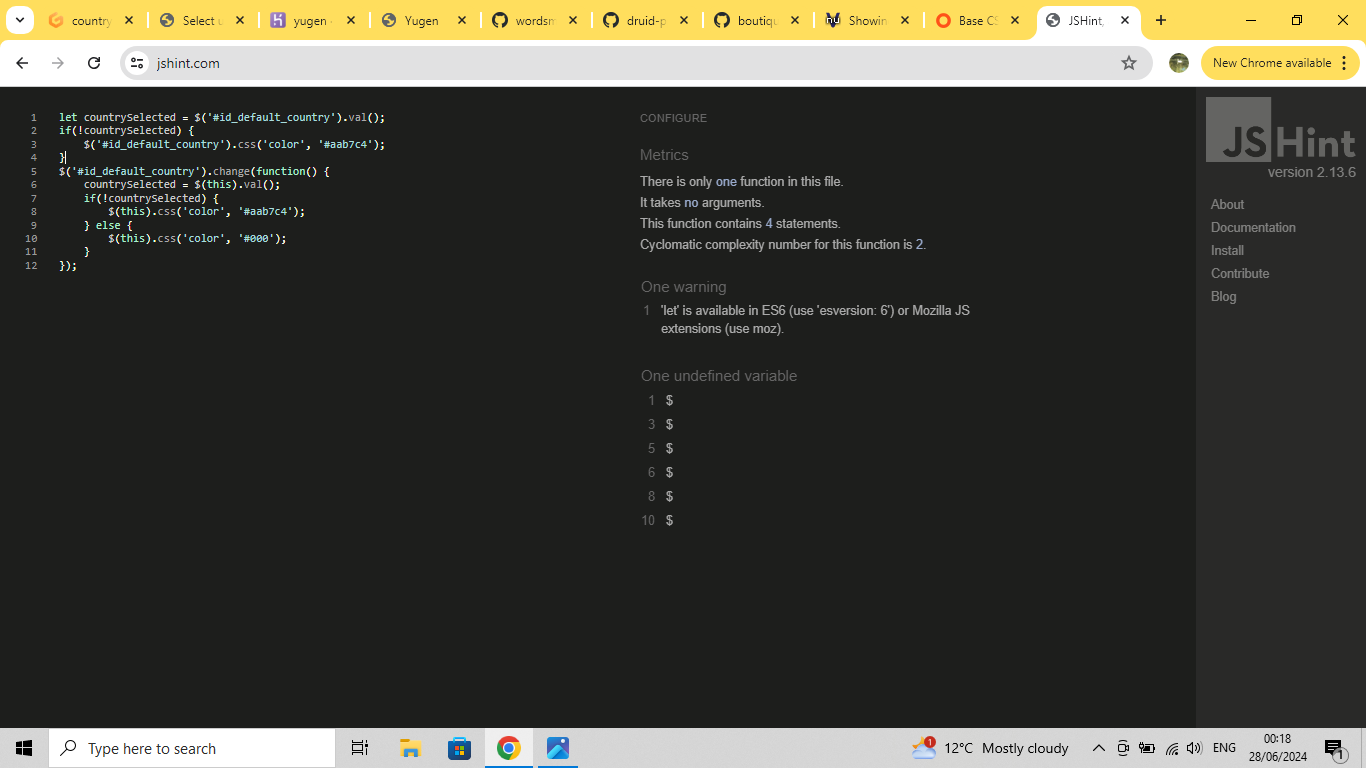 country
Select u
yugen
Yugen
wordsm
druid-p
boutiqu
Showin
Base CS
JSHint,
jshint.com
New Chrome available
1 let countrySelected = $('#id_default_country').val();
2 if(!countrySelected) {
3 $('#id_default_country').css('color', '#aab7c4');
4 }
5 $('#id_default_country').change(function() {
6 countrySelected = $(this).val();
7 if(!countrySelected) {
8 $(this).css('color', '#aab7c4');
9 } else {
10 $(this).css('color', '#000');
11 }
12 });
CONFIGURE
Metrics
There is only one function in this file.
It takes no arguments.
This function contains 4 statements.
Cyclomatic complexity number for this function is 2.
One warning
1 'let' is available in ES6 (use 'esversion: 6') or Mozilla JS
extensions (use moz).
One undefined variable
1 $
3 $
5 $
6 $
8 $
10 $
JSHint
version 2.13.6
About
Documentation
Install
Contribute
Blog
Type here to search
1
12°C Mostly cloudy
ENG
00:18
28/06/2024
1